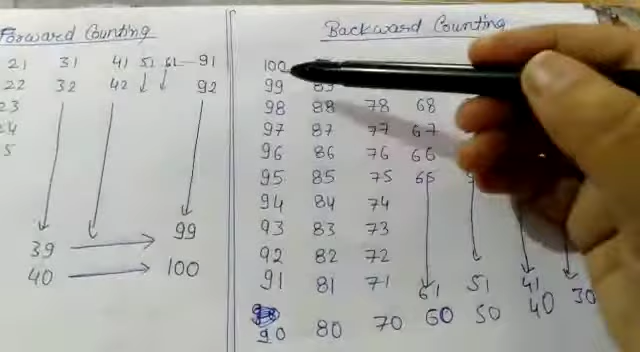 Forward Counting
21 31 41 51 61 91
22 32 42 92
23
24
5
39 99
40 100
Backward Counting
100
99 89
98 88 78 68
97 87 77 67
96 86 76 66
95 85 75 65
94 84 74
93 83 73
92 82 72
91 81 71 61 51 41
90 80 70 60 50 40 30